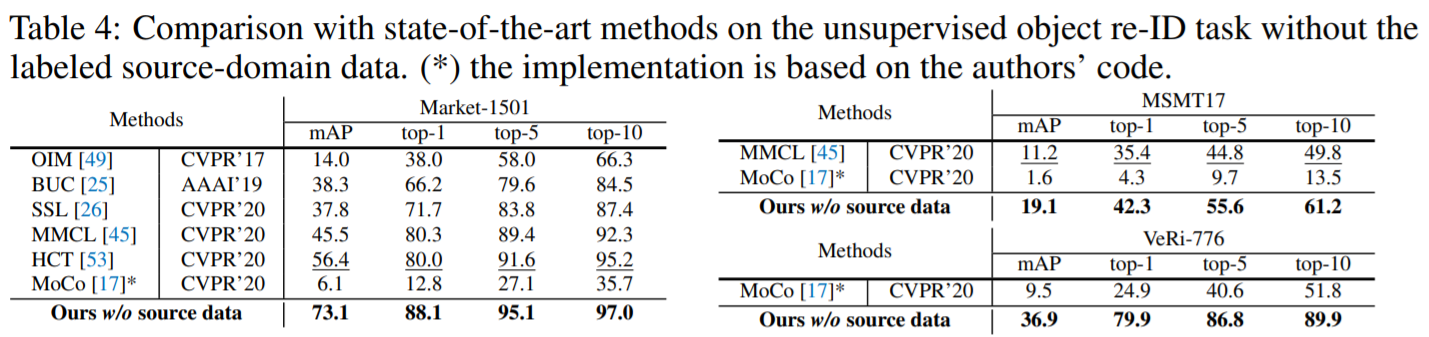 Table 4: Comparison with state-of-the-art methods on the unsupervised object re-ID task without the
labeled source-domain data. (*) the implementation is based on the authors' code.
Methods Market-1501
mAP top-1 top-5 top-10
OIM [49] CVPR'17 14.0 38.0 58.0 66.3
BUC [25] AAAI'19 38.3 66.2 79.6 84.5
SSL [26] CVPR'20 37.8 71.7 83.8 87.4
MMCL [45] CVPR'20 45.5 80.3 89.4 92.3
HCT [53] CVPR'20 56.4 80.0 91.6 95.2
MoCo [17]* CVPR'20 6.1 12.8 27.1 35.7
Ours w/o source data 73.1 88.1 95.1 97.0
Methods MSMT17
mAP top-1 top-5 top-10
MMCL [45] CVPR'20 11.2 35.4 44.8 49.8
MoCo [17]* CVPR'20 1.6 4.3 9.7 13.5
Ours w/o source data 19.1 42.3 55.6 61.2
Methods VeRi-776
mAP top-1 top-5 top-10
MoCo [17]* CVPR'20 9.5 24.9 40.6 51.8
Ours w/o source data 36.9 79.9 86.8 89.9